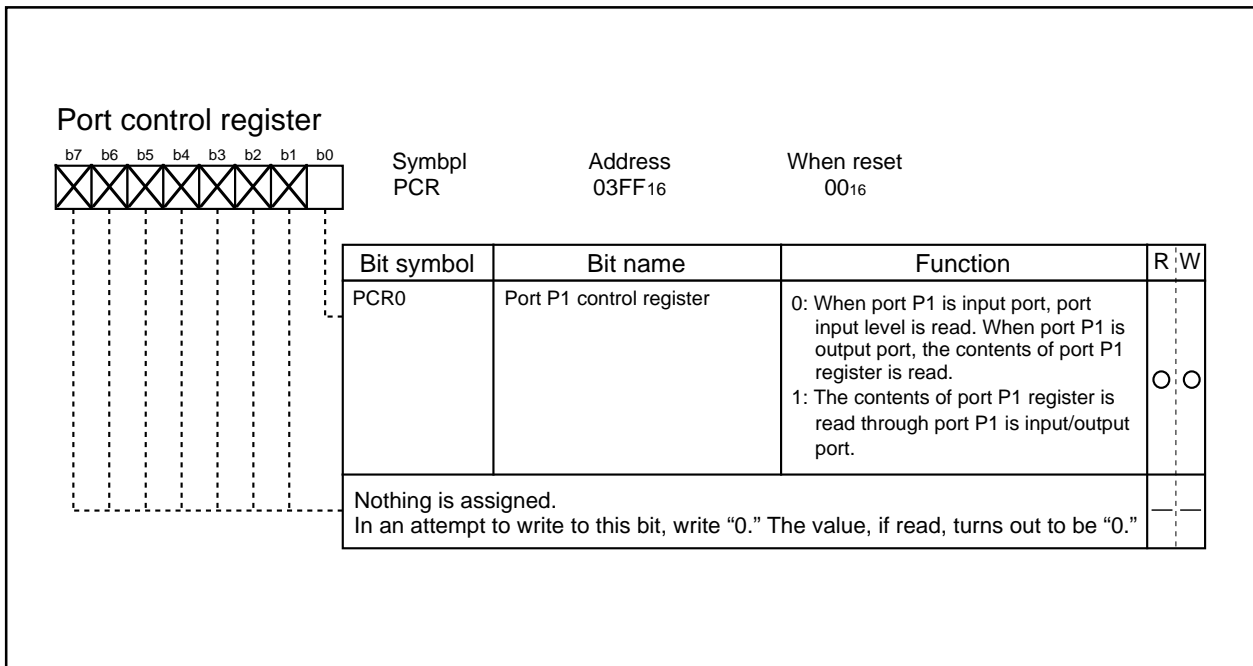 Port control register
b7 b6 b5 b4 b3 b2 b1 b0
Symbpl Address When reset
PCR 03FF16 0016
Bit symbol Bit name Function R W
PCR0 Port P1 control register 0: When port P1 is input port, port
input level is read. When port P1 is
output port, the contents of port P1
register is read.
1: The contents of port P1 register is
read through port P1 is input/output
port.
Nothing is assigned.
In an attempt to write to this bit, write “0.” The value, if read, turns out to be “0.”